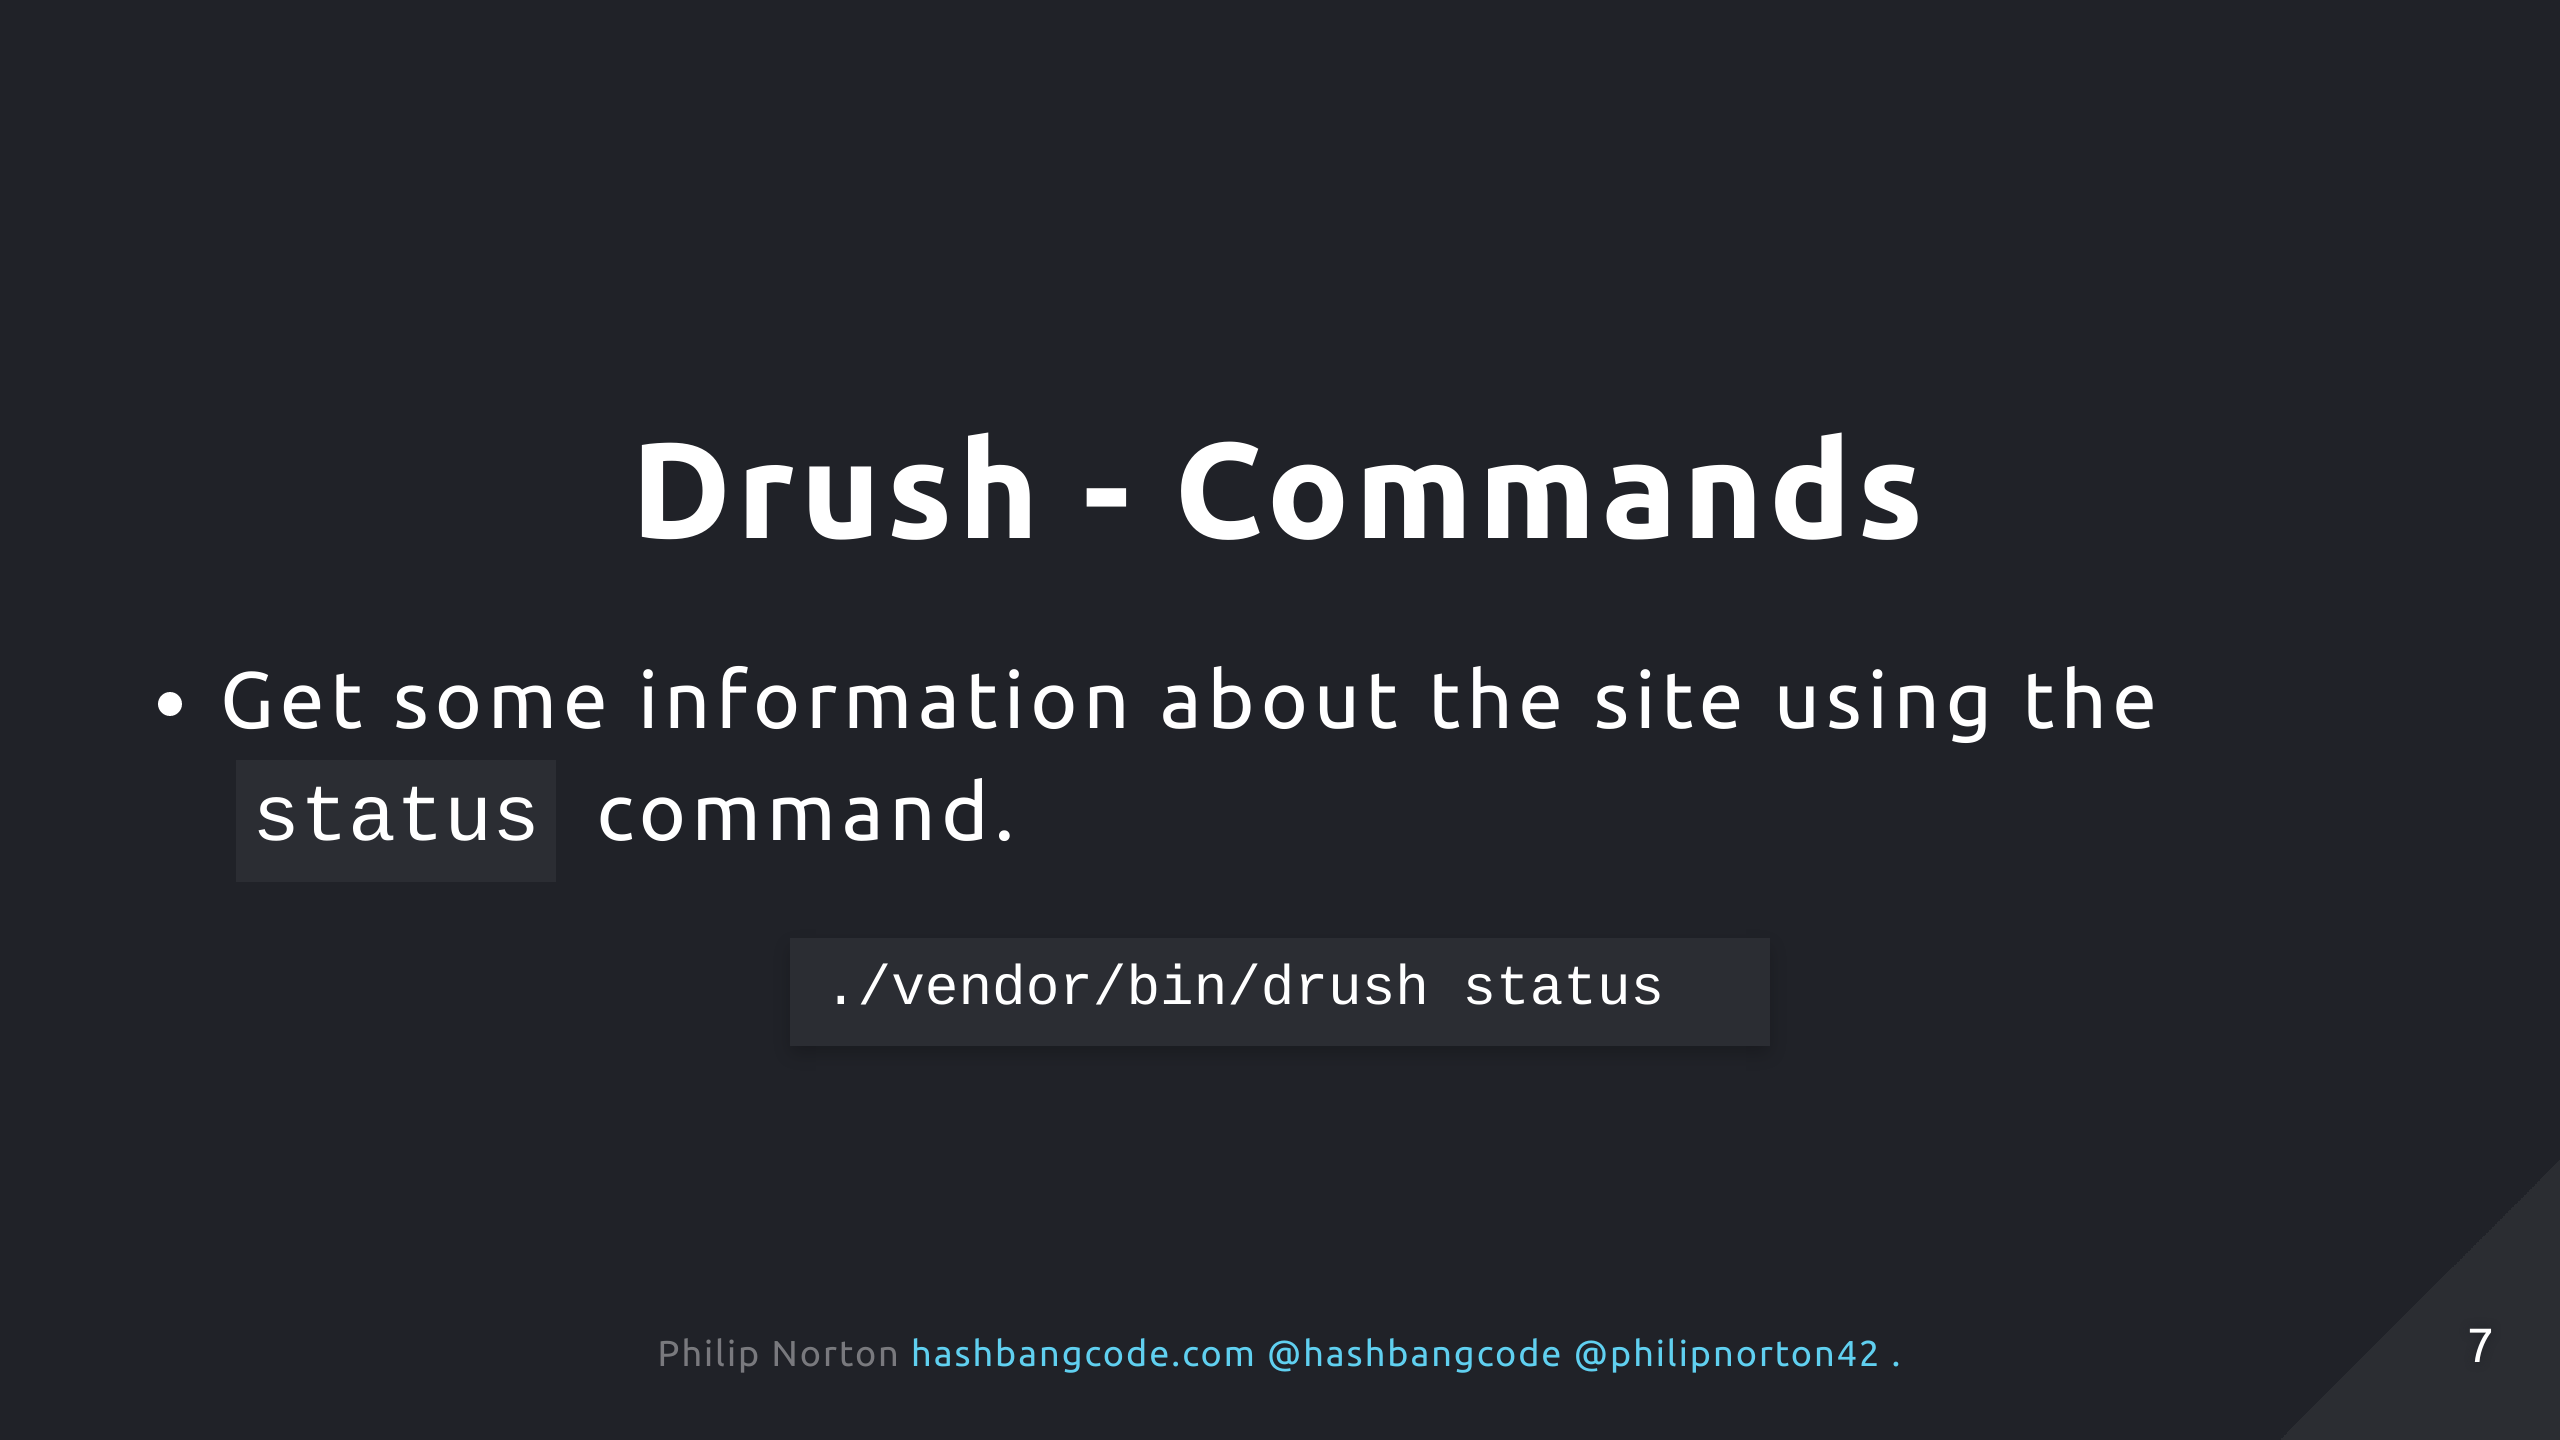 Drush - Commands
• Get some information about the site using the
status command.
./vendor/bin/drush status
Philip Norton hashbangcode.com @hashbangcode @philipnorton42 .
7